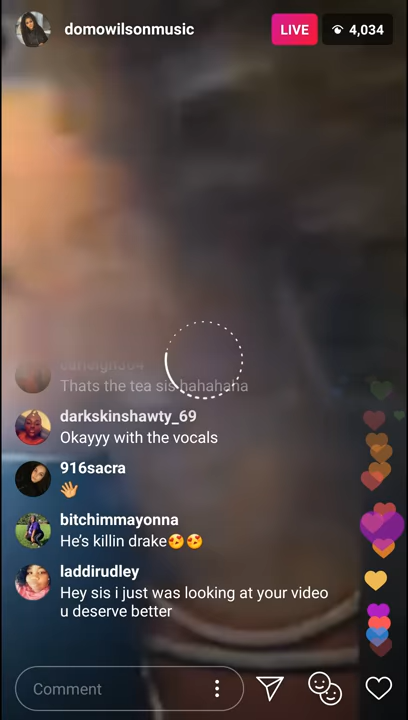 domowilsonmusic
LIVE
4,034
Thats the tea sis hahahana
darkskinshawty_69
Okayyy with the vocals
916sacra
👋
bitchimmayonna
He's killin drake😍😍
laddirudley
Hey sis i just was looking at your video
u deserve better
Comment